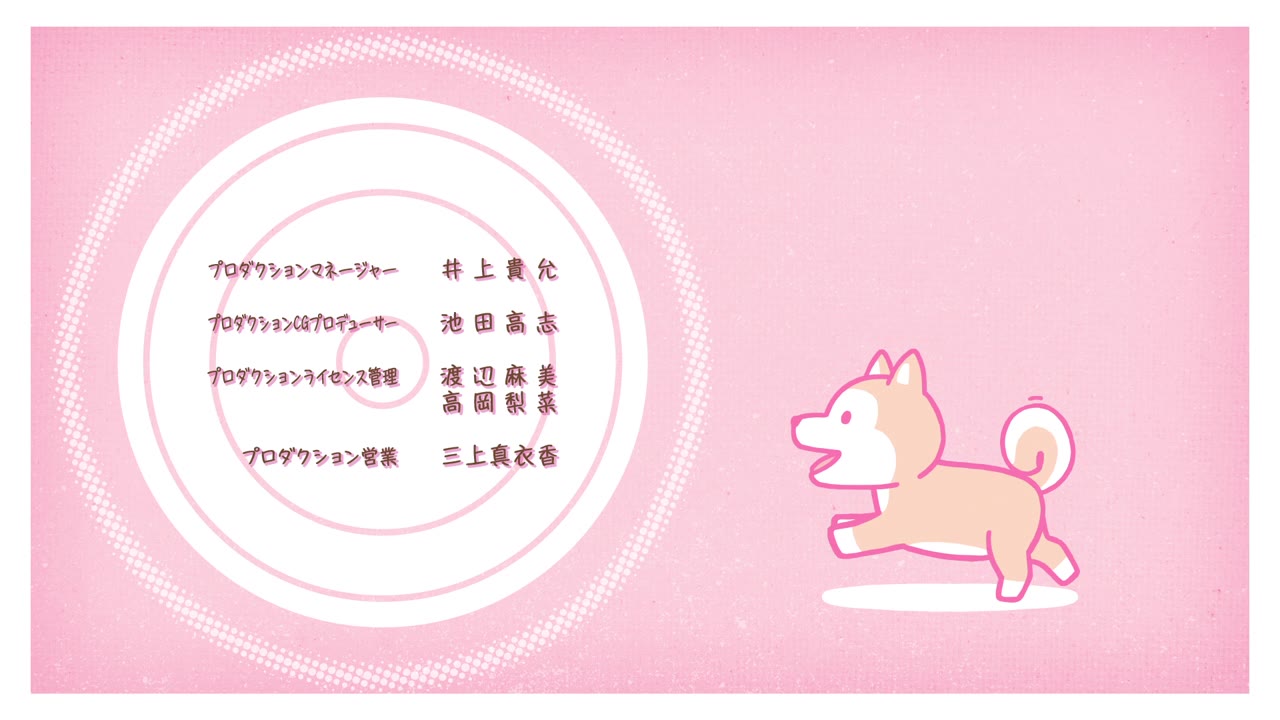 プロダクションマネージャー 井上貴允
プロダクションCGプロデューサー 池田高志
プロダクションライセンス管理 渡辺麻美
高岡梨菜
プロダクション営業 三上真衣香